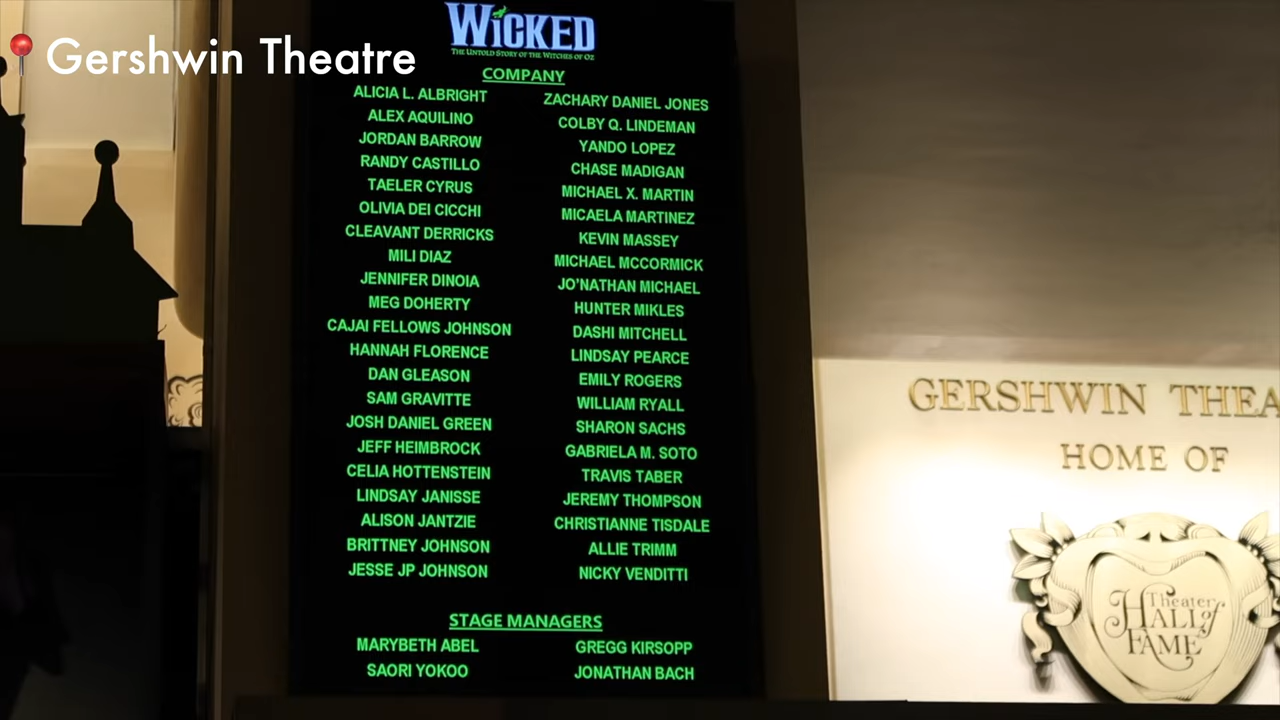 Gershwin Theatre
WICKED
THE UNTOLD STORY OF THE WITCHES OF OZ
COMPANY
ALICIA L. ALBRIGHT
ALEX AQUILINO
JORDAN BARROW
RANDY CASTILLO
TAELER CYRUS
OLIVIA DEI CICCHI
CLEAVANT DERRICKS
MILI DIAZ
JENNIFER DINOIA
MEG DOHERTY
CAJAI FELLOWS JOHNSON
HANNAH FLORENCE
DAN GLEASON
SAM GRAVITTE
JOSH DANIEL GREEN
JEFF HEIMBROCK
CELIA HOTTENSTEIN
LINDSAY JANISSE
ALISON JANTZIE
BRITTNEY JOHNSON
JESSE JP JOHNSON
ZACHARY DANIEL JONES
COLBY Q. LINDEMAN
YANDO LOPEZ
CHASE MADIGAN
MICHAEL X. MARTIN
MICAELA MARTINEZ
KEVIN MASSEY
MICHAEL MCCORMICK
JO'NATHAN MICHAEL
HUNTER MIKLES
DASHI MITCHELL
LINDSAY PEARCE
EMILY ROGERS
WILLIAM RYALL
SHARON SACHS
GABRIELA M. SOTO
TRAVIS TABER
JEREMY THOMPSON
CHRISTIANNE TISDALE
ALLIE TRIMM
NICKY VENDITTI
STAGE MANAGERS
MARYBETH ABEL
SAORI YOKOO
GREGG KIRSOPP
JONATHAN BACH
GERSHWIN THEA
HOME OF
Theater
HALL of
FAME